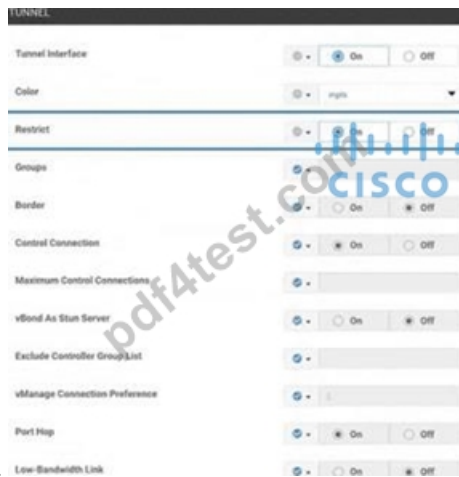 TUNNEL
Tunnel Interface On Off
Color mpls
Restrict On Off
Groups
CISCO
Border On Off
Control Connection On Off
Maximum Control Connections
vBond As Stun Server On Off
Exclude Controller Group List
vManage Connection Preference 5
Port Hop On Off
Low-Bandwidth Link On Off
pdf4test.com